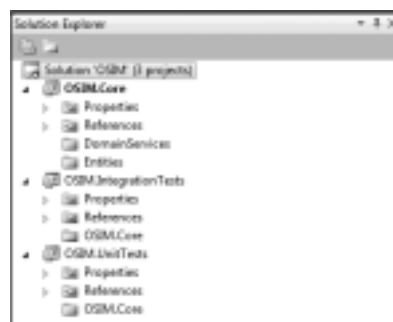 Solution Explorer
Solution 'OSIM' (3 projects)
OSIM.Core
Properties
References
DomainServices
Entities
OSIM.IntegrationTests
Properties
References
OSIM.Core
OSIM.UnitTests
Properties
References
OSIM.Core